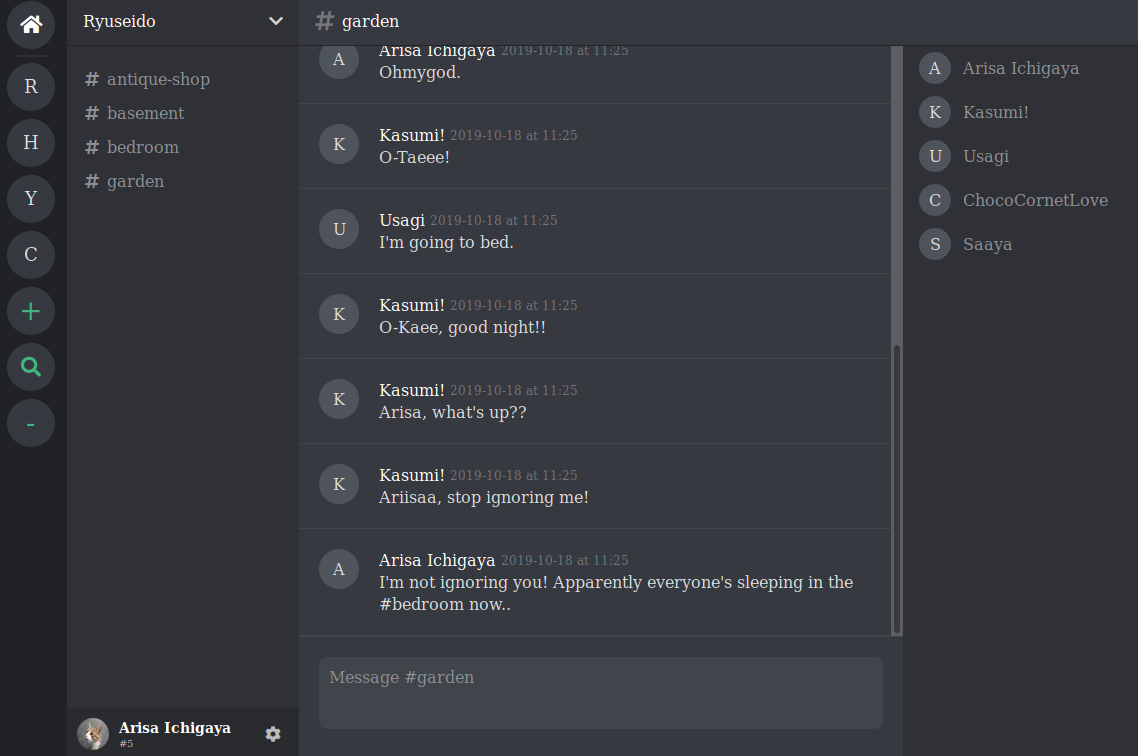 Ryuseido
# garden
R
H
Y
C
+
-
# antique-shop
# basement
# bedroom
# garden
A
Arisa Ichigaya 2019-10-18 at 11:25
Ohmygod.
K
Kasumi! 2019-10-18 at 11:25
O-Taeee!
U
Usagi 2019-10-18 at 11:25
I'm going to bed.
K
Kasumi! 2019-10-18 at 11:25
O-Kaee, good night!!
K
Kasumi! 2019-10-18 at 11:25
Arisa, what's up??
K
Kasumi! 2019-10-18 at 11:25
Ariisaa, stop ignoring me!
A
Arisa Ichigaya 2019-10-18 at 11:25
I'm not ignoring you! Apparently everyone's sleeping in the
#bedroom now..
Message #garden
A Arisa Ichigaya
K Kasumi!
U Usagi
C ChocoCornetLove
S Saaya
Arisa Ichigaya
#5